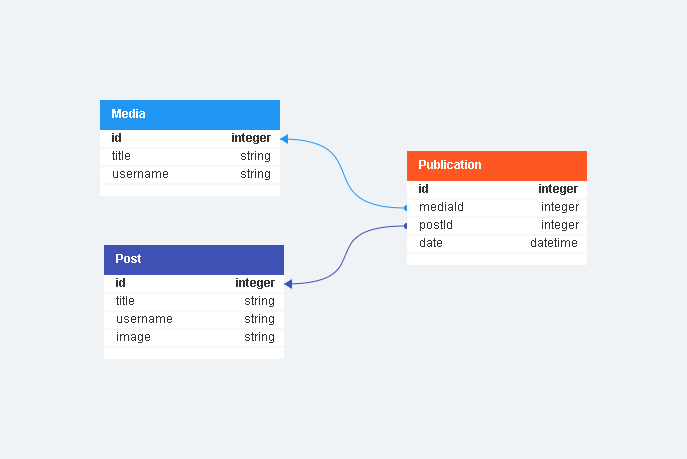 Media
id integer
title string
username string
Publication
id integer
mediaId integer
postId integer
date datetime
Post
id integer
title string
username string
image string